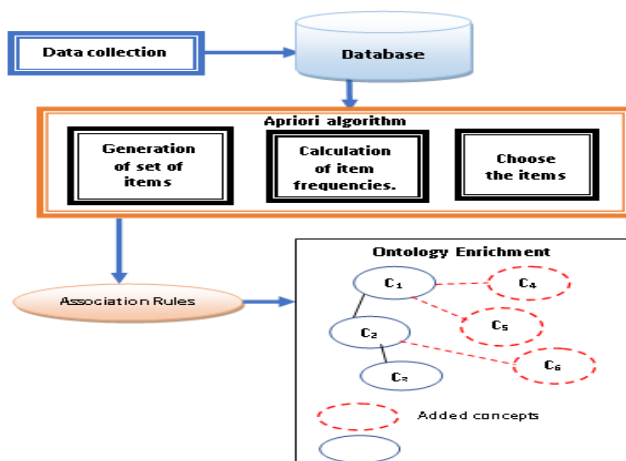 Data collection
Database
Apriori algorithm
Generation
of set of
items
Calculation
of item
frequencies.
Choose
the items
Association Rules
Ontology Enrichment
C₁
C₄
C₂
C₅
C₃
C₆
Added concepts